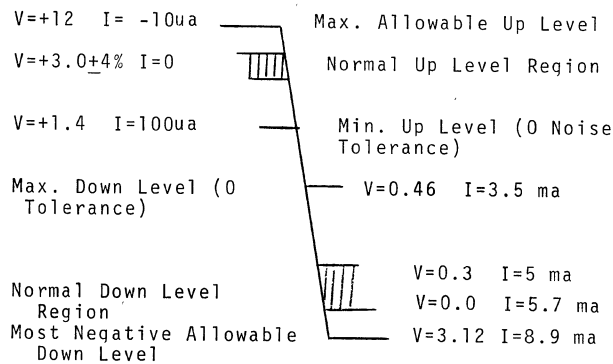 V=+12 I= -10ua Max. Allowable Up Level
V=+3.0±4% I=0 Normal Up Level Region
V=+1.4 I=100ua Min. Up Level (0 Noise
Tolerance)
Max. Down Level (0
Tolerance)
V=0.46 I=3.5 ma
V=0.3 I=5 ma
Normal Down Level
Region
V=0.0 I=5.7 ma
Most Negative Allowable
Down Level
V=3.12 I=8.9 ma